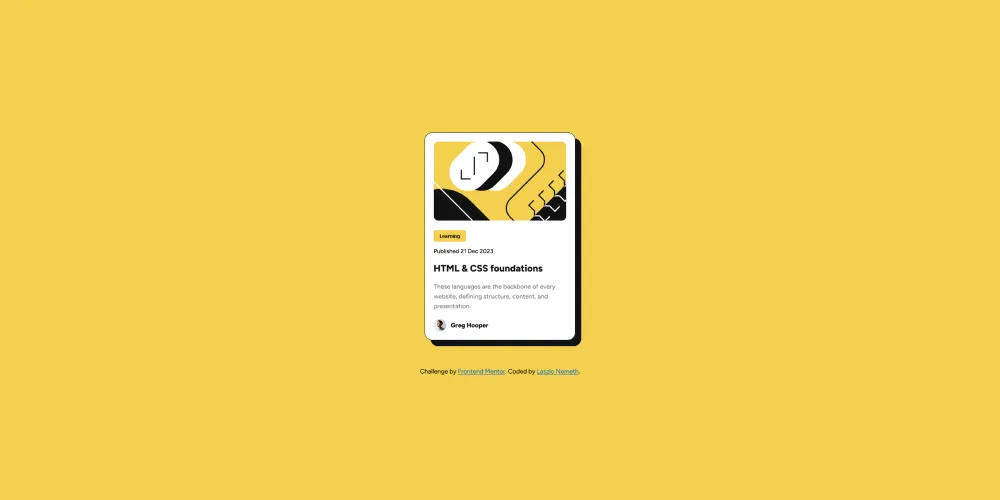 Learning
Published 21 Dec 2023
HTML & CSS foundations
These languages are the backbone of every
website, defining structure, content, and
presentation.
Greg Hooper
Challenge by Frontend Mentor. Coded by Laszlo Nemeth.